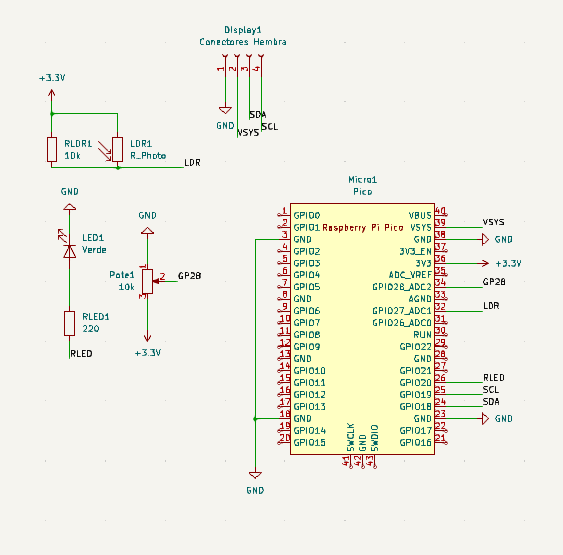 Display1
Conectores Hembra
1 2 3 4
GND
VSYS
SDA
SCL
+3.3V
RLDR1
10k
LDR1
R_Photo
LDR
GND
LED1
Verde
RLED1
220
RLED
GND
1
Pote1
10k
2
GP28
3
+3.3V
Micro1
Pico
Raspberry Pi Pico
1 GPIO0
2 GPIO1
3 GND
4 GPIO2
5 GPIO3
6 GPIO4
7 GPIO5
8 GND
9 GPIO6
10 GPIO7
11 GPIO8
12 GPIO9
13 GND
14 GPIO10
15 GPIO11
16 GPIO12
17 GPIO13
18 GND
19 GPIO14
20 GPIO15
VBUS 40
VSYS 39 VSYS
GND 38 GND
3V3_EN 37
3V3 36 +3.3V
ADC_VREF 35
GPIO28_ADC2 34 GP28
AGND 33
GPIO27_ADC1 32 LDR
GPIO26_ADC0 31
RUN 30
GPIO22 29
GND 28
GPIO21 27
GPIO20 26 RLED
GPIO19 25 SCL
GPIO18 24 SDA
GND 23 GND
GPIO17 22
GPIO16 21
SWCLK 41
GND 42
SWDIO 43
GND